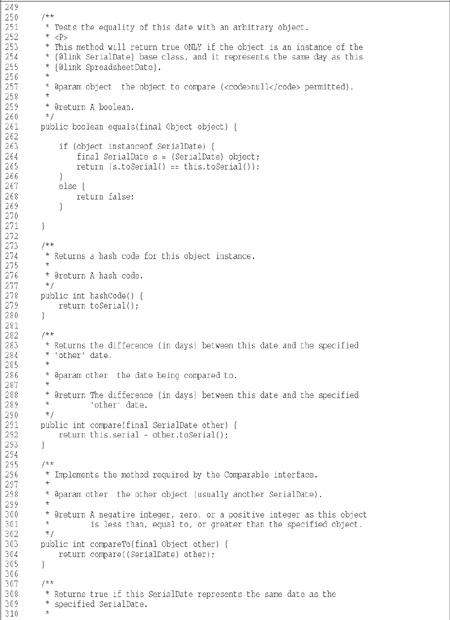 249
250 /**
251 * Tests the equality of this date with an arbitrary object.
252 * <P>
253 * This method will return true ONLY if the object is an instance of the
254 * {@link SerialDate} base class, and it represents the same day as this
255 * {@link SpreadsheetDate}.
256 *
257 * @param object the object to compare (<code>null</code> permitted).
258 *
259 * @return A boolean.
260 */
261 public boolean equals(final Object object) {
262
263 if (object instanceof SerialDate) {
264 final SerialDate s = (SerialDate) object;
265 return (s.toSerial() == this.toSerial());
266 }
267 else {
268 return false;
269 }
270
271 }
272
273 /**
274 * Returns a hash code for this object instance.
275 *
276 * @return A hash code.
277 */
278 public int hashCode() {
279 return toSerial();
280 }
281
282 /**
283 * Returns the difference (in days) between this date and the specified
284 * 'other' date.
285 *
286 * @param other the date being compared to.
287 *
288 * @return The difference (in days) between this date and the specified
289 * 'other' date.
290 */
291 public int compare(final SerialDate other) {
292 return this.serial - other.toSerial();
293 }
294
295 /**
296 * Implements the method required by the Comparable interface.
297 *
298 * @param other the other object (usually another SerialDate).
299 *
300 * @return A negative integer, zero, or a positive integer as this object
301 * is less than, equal to, or greater than the specified object.
302 */
303 public int compareTo(final Object other) {
304 return compare((SerialDate) other);
305 }
306
307 /**
308 * Returns true if this SerialDate represents the same date as the
309 * specified SerialDate.
310 *